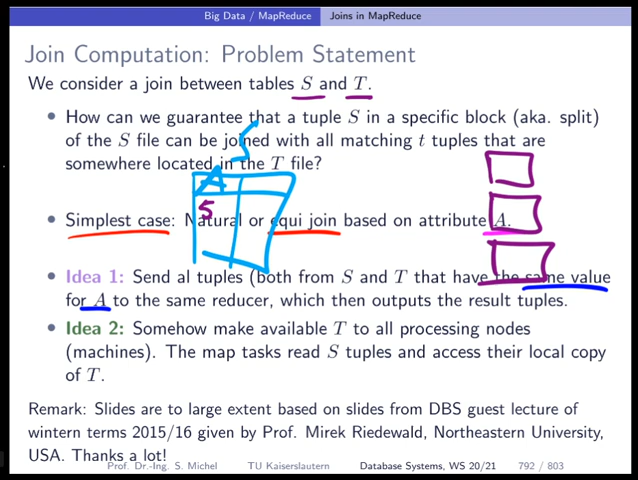 Big Data / MapReduce Joins in MapReduce
Join Computation: Problem Statement
We consider a join between tables S and T.
• How can we guarantee that a tuple S in a specific block (aka. split)
of the S file can be joined with all matching t tuples that are
somewhere located in the T file?
S
A
5
• Simplest case: Natural or equi join based on attribute A.
• Idea 1: Send al tuples (both from S and T that have the same value
for A to the same reducer, which then outputs the result tuples.
• Idea 2: Somehow make available T to all processing nodes
(machines). The map tasks read S tuples and access their local copy
of T.
Remark: Slides are to large extent based on slides from DBS guest lecture of
wintern terms 2015/16 given by Prof. Mirek Riedewald, Northeastern University,
USA. Thanks a lot!
Prof. Dr.-Ing. S. Michel TU Kaiserslautern Database Systems, WS 20/21 792 / 803